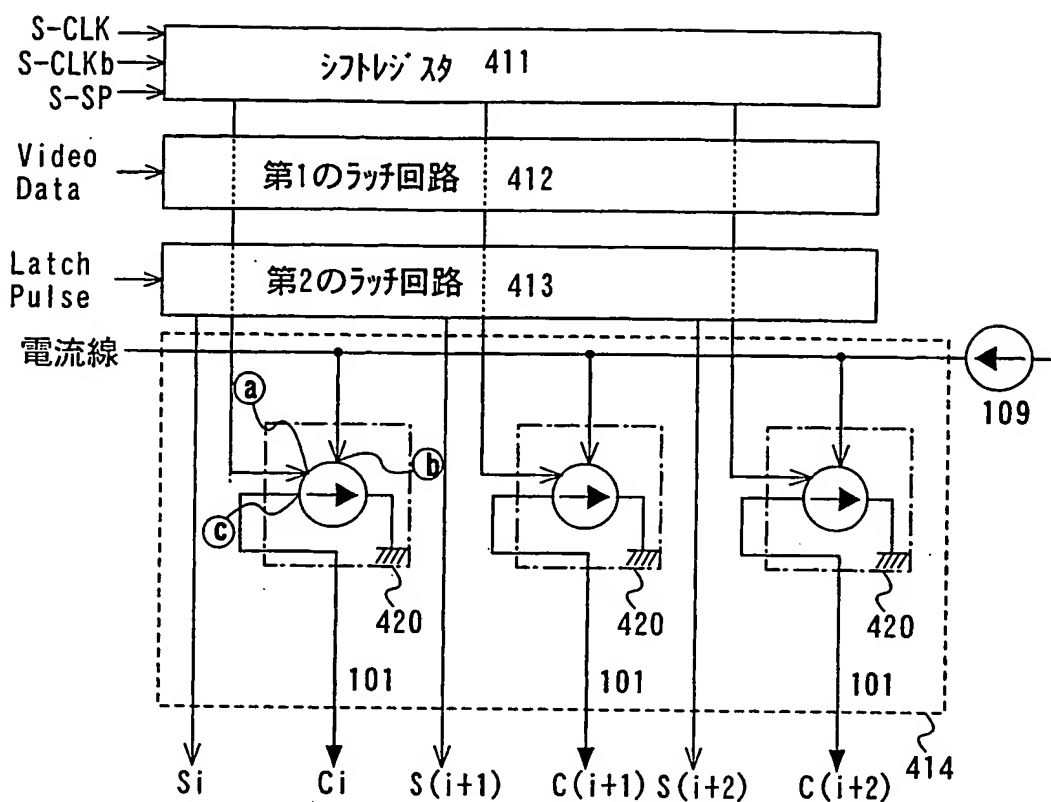 S-CLK
S-CLKb
S-SP
シフトレジスタ 411
Video
Data
第1のラッチ回路 412
Latch
Pulse
第2のラッチ回路 413
電流線
109
a
b
c
420
420
420
101
101
101
414
Si
Ci
S(i+1)
C(i+1)
S(i+2)
C(i+2)